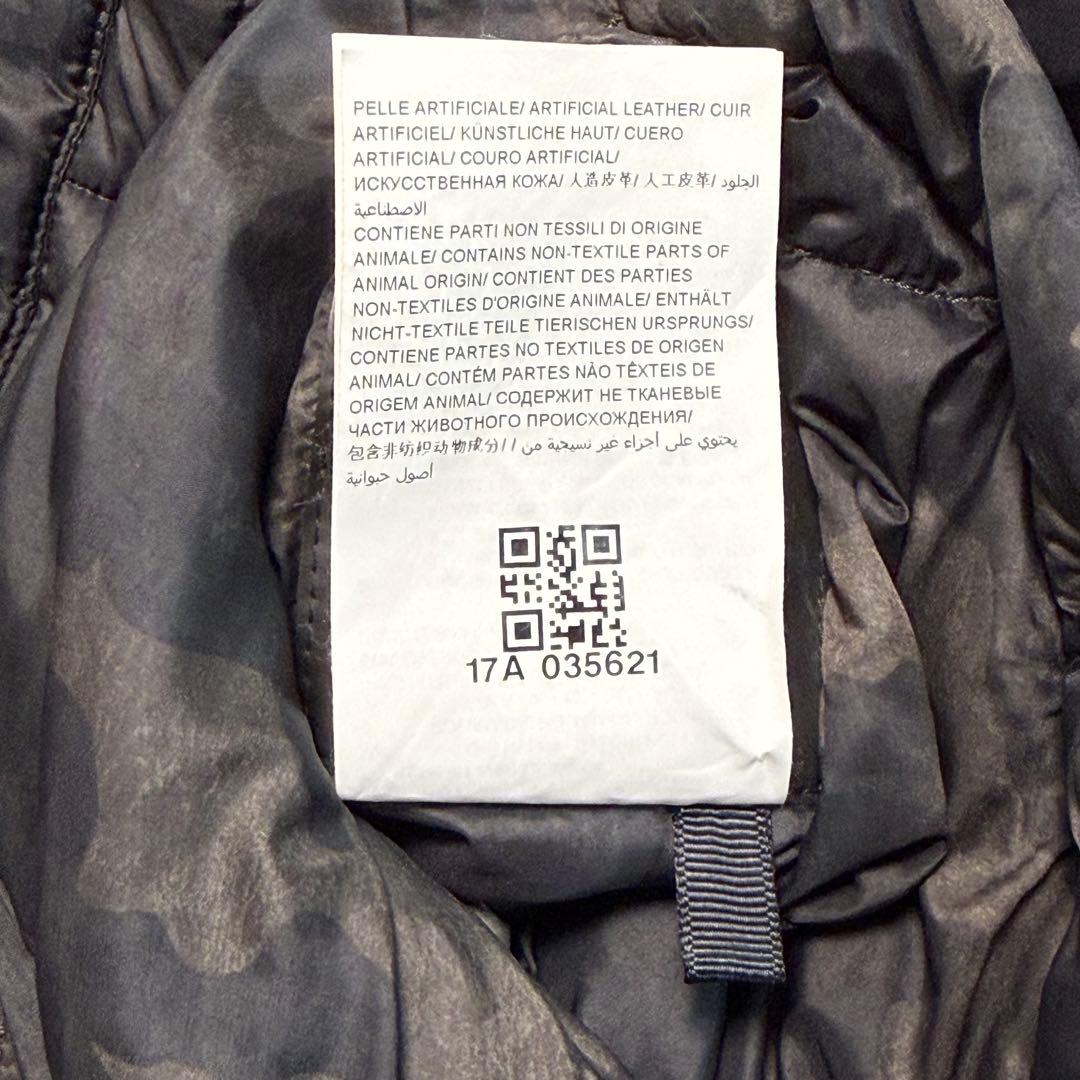 PELLE ARTIFICIALE/ ARTIFICIAL LEATHER/ CUIR
ARTIFICIEL/ KÜNSTLICHE HAUT/ CUERO
ARTIFICIAL/ COURO ARTIFICIAL/
ИСКУССТВЕННАЯ КОЖА/ 人造皮革/ 人工皮革/ الجلود
الاصطناعية
CONTIENE PARTI NON TESSILI DI ORIGINE
ANIMALE/ CONTAINS NON-TEXTILE PARTS OF
ANIMAL ORIGIN/ CONTIENT DES PARTIES
NON-TEXTILES D'ORIGINE ANIMALE/ ENTHÄLT
NICHT-TEXTILE TEILE TIERISCHEN URSPRUNGS/
CONTIENE PARTES NO TEXTILES DE ORIGEN
ANIMAL/ CONTÉM PARTES NÃO TÊXTEIS DE
ORIGEM ANIMAL/ СОДЕРЖИТ НЕ ТКАНЕВЫЕ
ЧАСТИ ЖИВОТНОГО ПРОИСХОЖДЕНИЯ/
包含非纺织动物成分/ / يحتوي على أجزاء غير نسيجية من
أصول حيوانية
17A 035621